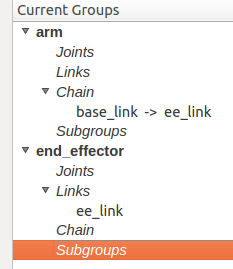 Current Groups
arm
Joints
Links
Chain
base_link -> ee_link
Subgroups
end_effector
Joints
Links
ee_link
Chain
Subgroups